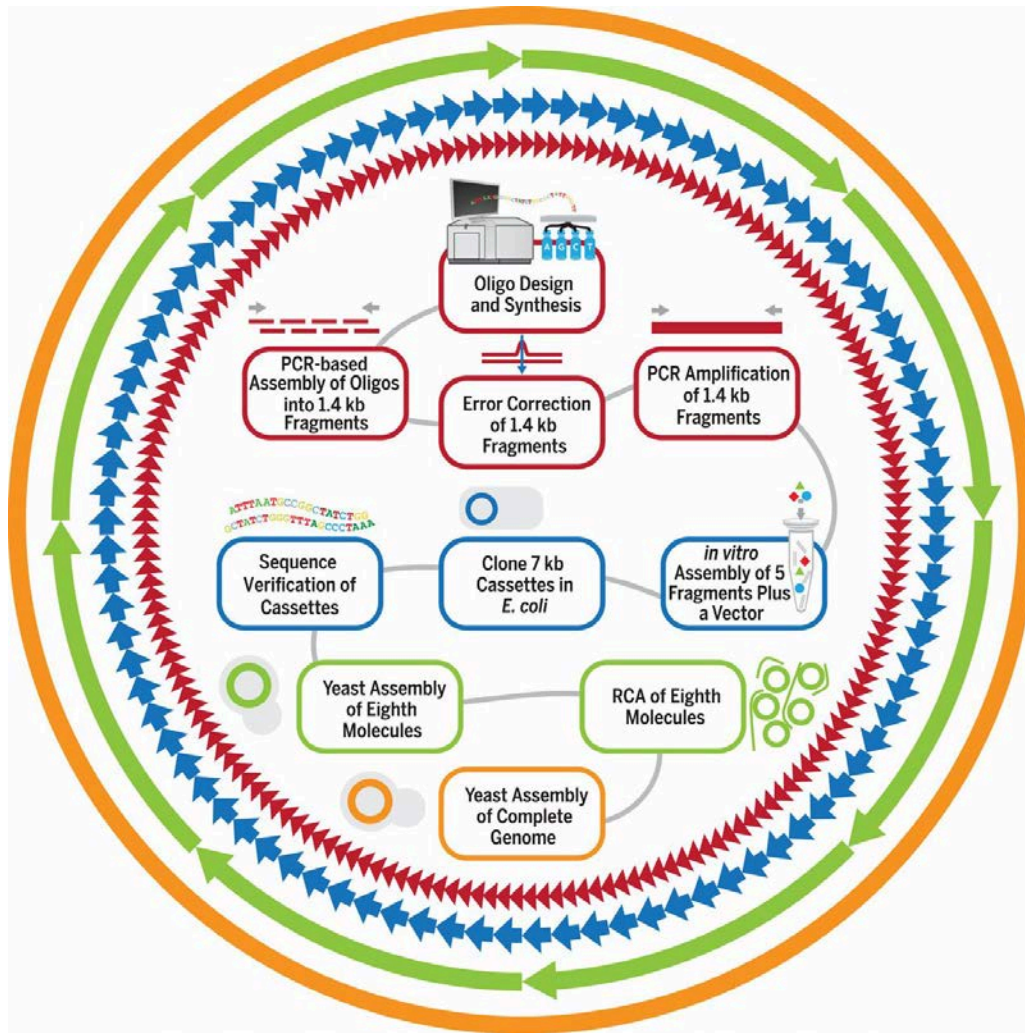 A G C T
Oligo Design
and Synthesis
PCR-based
Assembly of Oligos
into 1.4 kb
Fragments
Error Correction
of 1.4 kb
Fragments
PCR Amplification
of 1.4 kb
Fragments
ATTTAATGCCGGCTATCTGG
GCTATCTGGGTTTAGCCCTAAA
Sequence
Verification of
Cassettes
Clone 7 kb
Cassettes in
E. coli
in vitro
Assembly of 5
Fragments Plus
a Vector
Yeast Assembly
of Eighth
Molecules
RCA of Eighth
Molecules
Yeast Assembly
of Complete
Genome